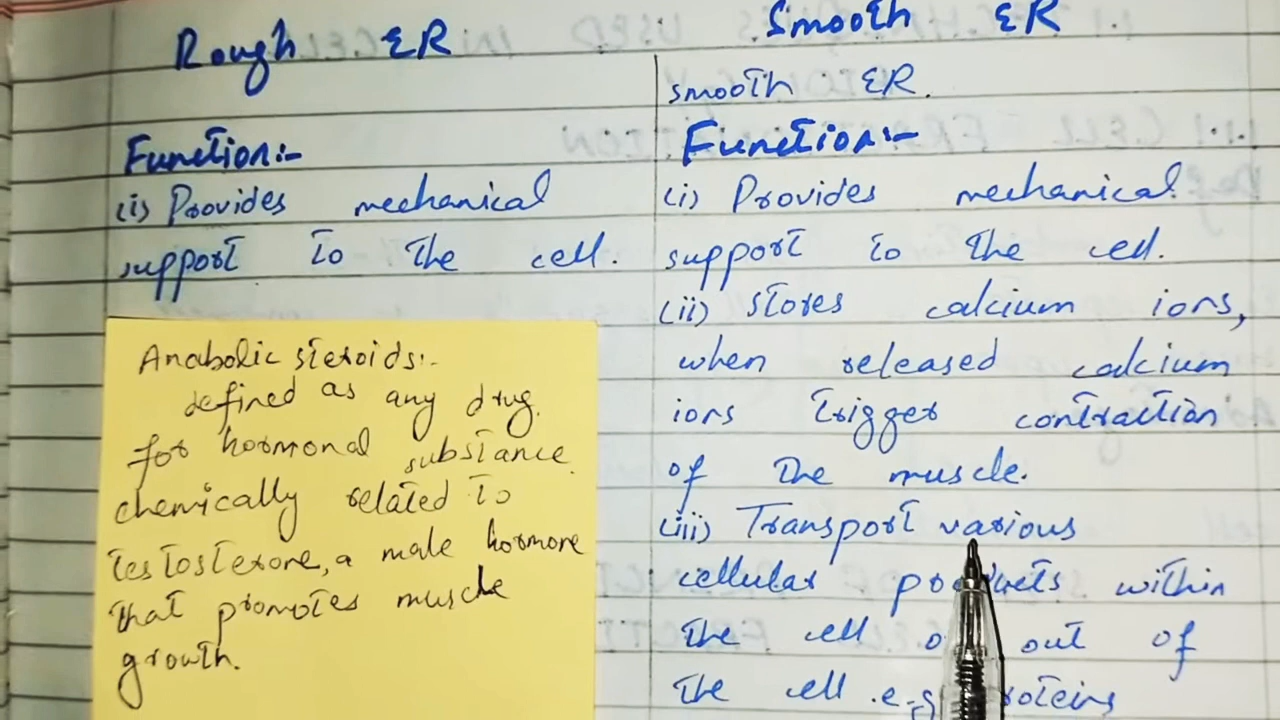 Rough ER
Function:-
(i) Provides mechanical
support to the cell.
Anabolic steroids:-
defined as any drug
for hormonal substance
chemically related to
testosterone, a male hormone
that promotes muscle
growth.
Smooth ER
smooth ER.
Function:-
(i) Provides mechanical
support to the cell.
(ii) stores calcium ions,
when released calcium
ions trigger contraction
of the muscle.
(iii) Transport various
cellular products within
the cell out of
the cell e.g proteins